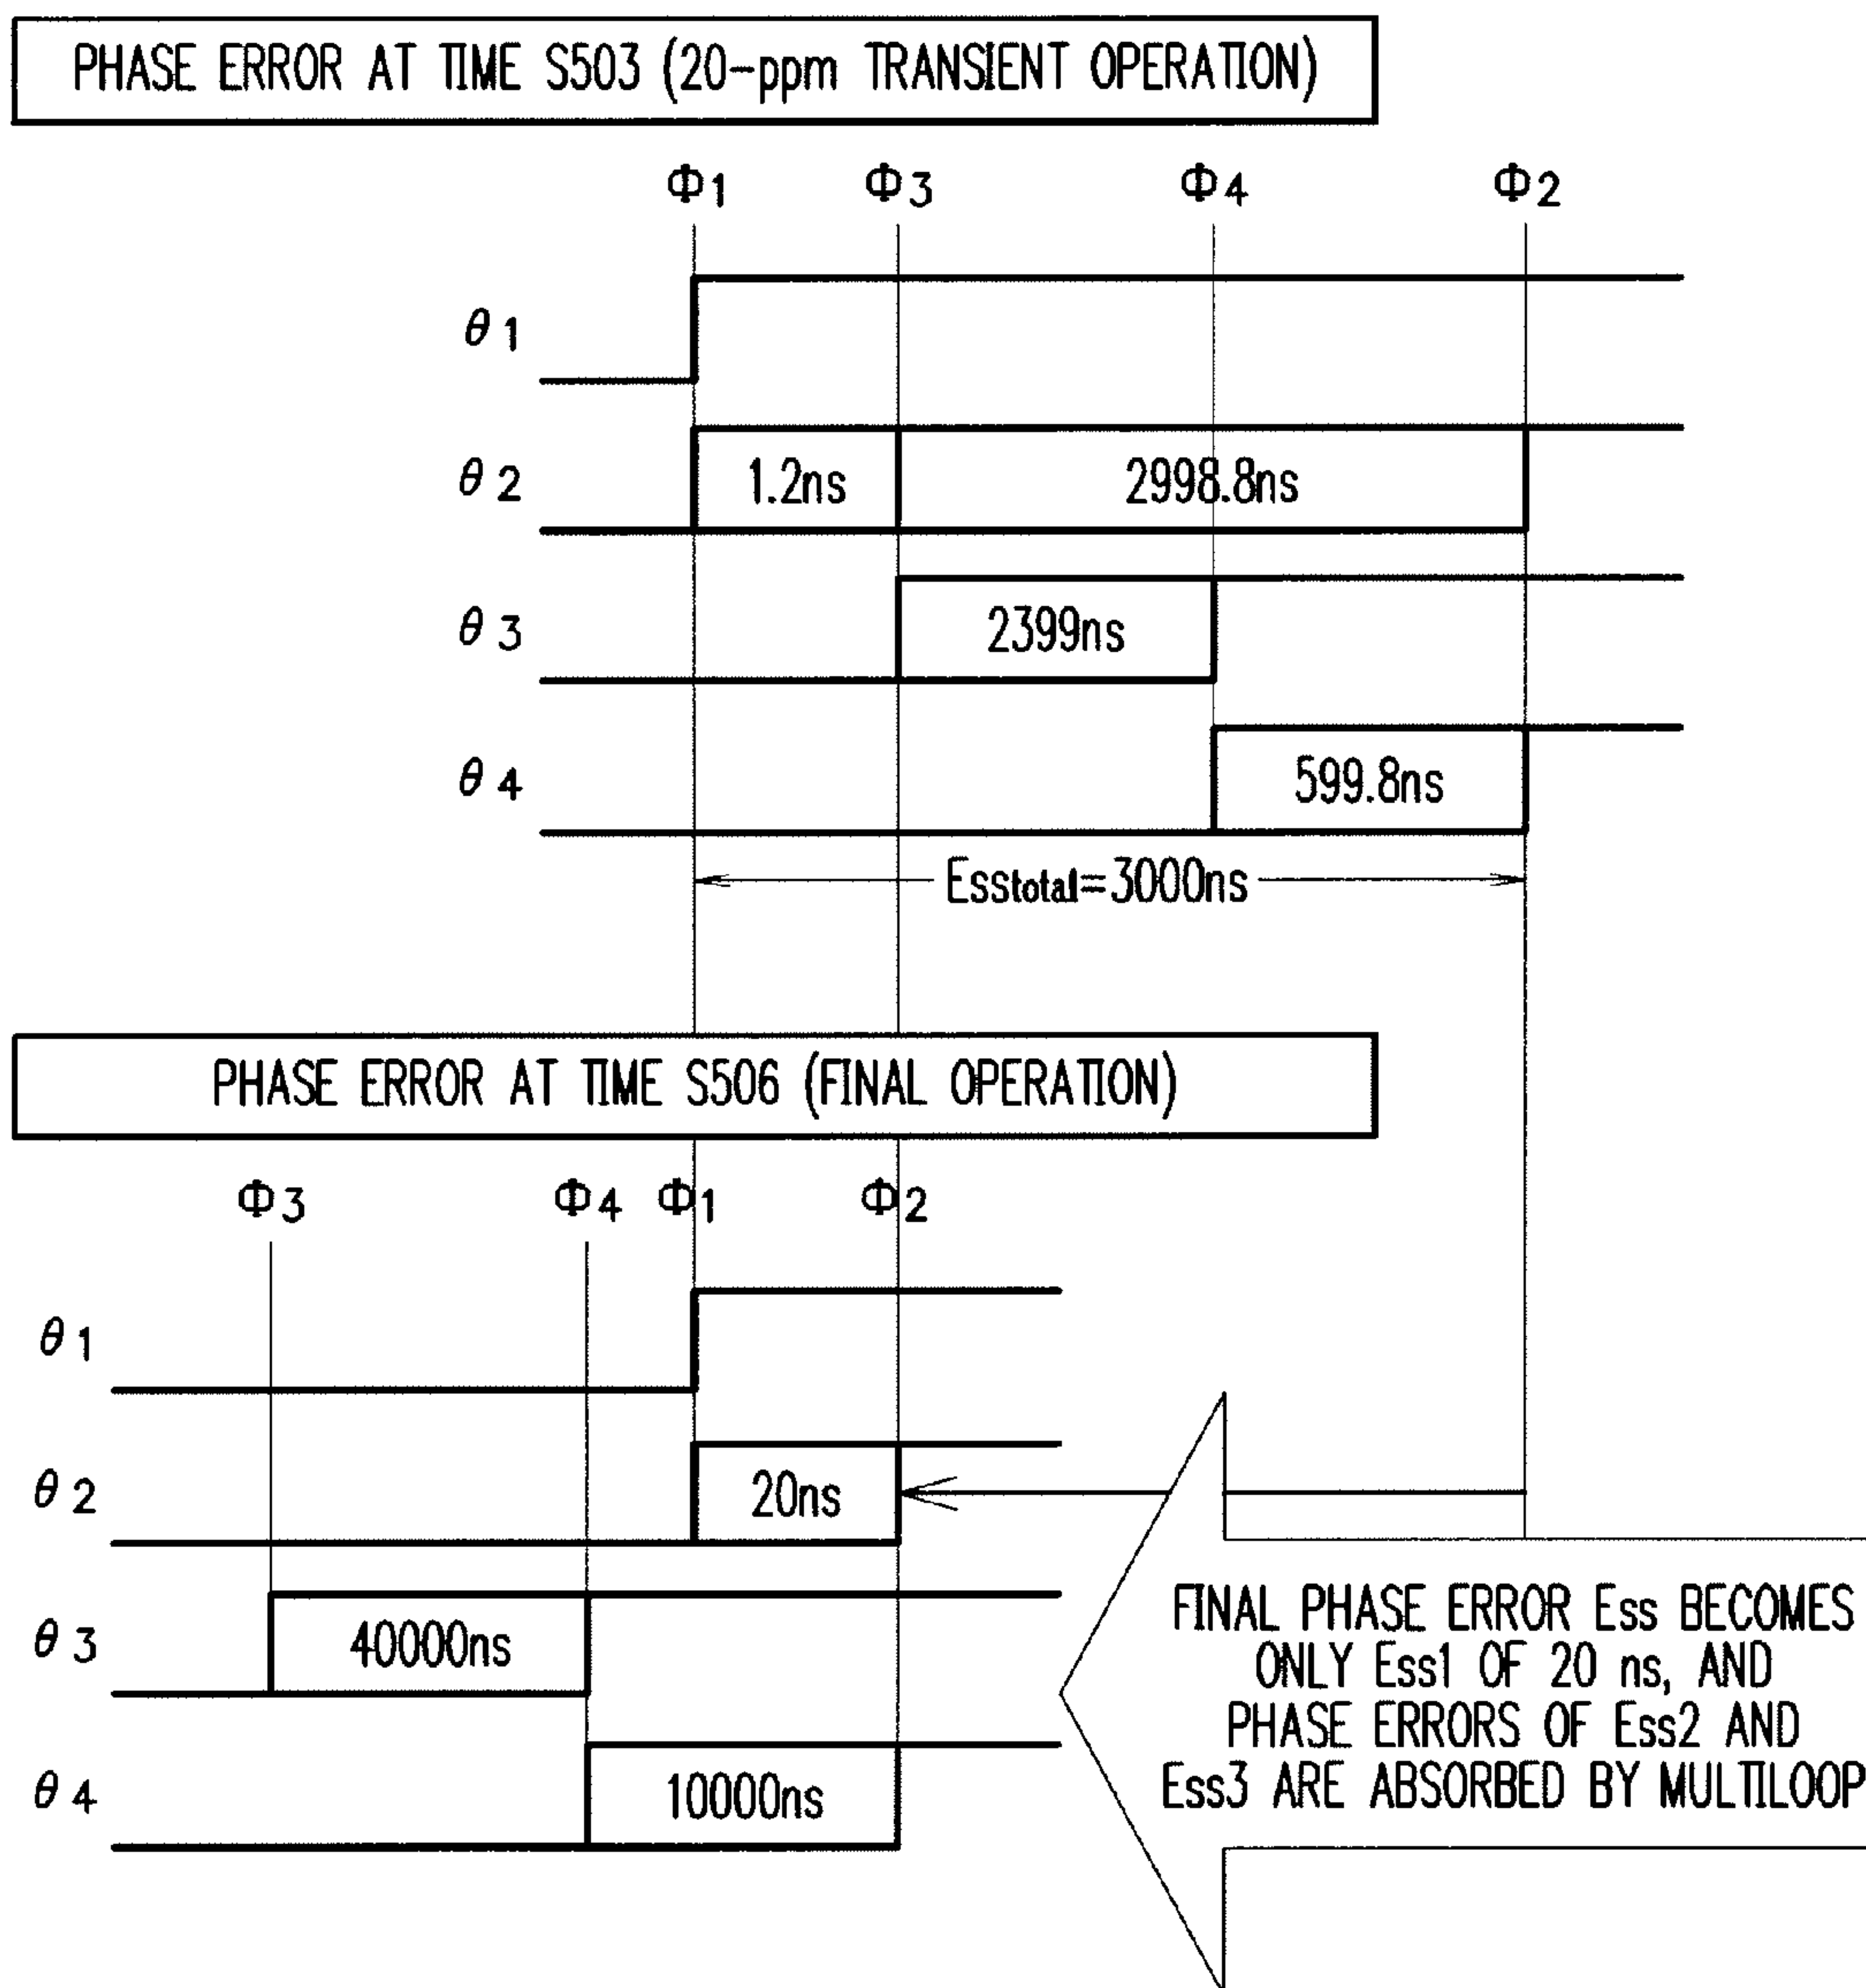 PHASE ERROR AT TIME S503 (20-ppm TRANSIENT OPERATION)
Φ1 Φ3 Φ4 Φ2
θ1
θ2 1.2ns 2998.8ns
θ3 2399ns
θ4 599.8ns
Esstotal=3000ns
PHASE ERROR AT TIME S506 (FINAL OPERATION)
Φ3 Φ4 Φ1 Φ2
θ1
θ2 20ns
θ3 40000ns
θ4 10000ns
FINAL PHASE ERROR Ess BECOMES
ONLY Ess1 OF 20 ns, AND
PHASE ERRORS OF Ess2 AND
Ess3 ARE ABSORBED BY MULTILOOP